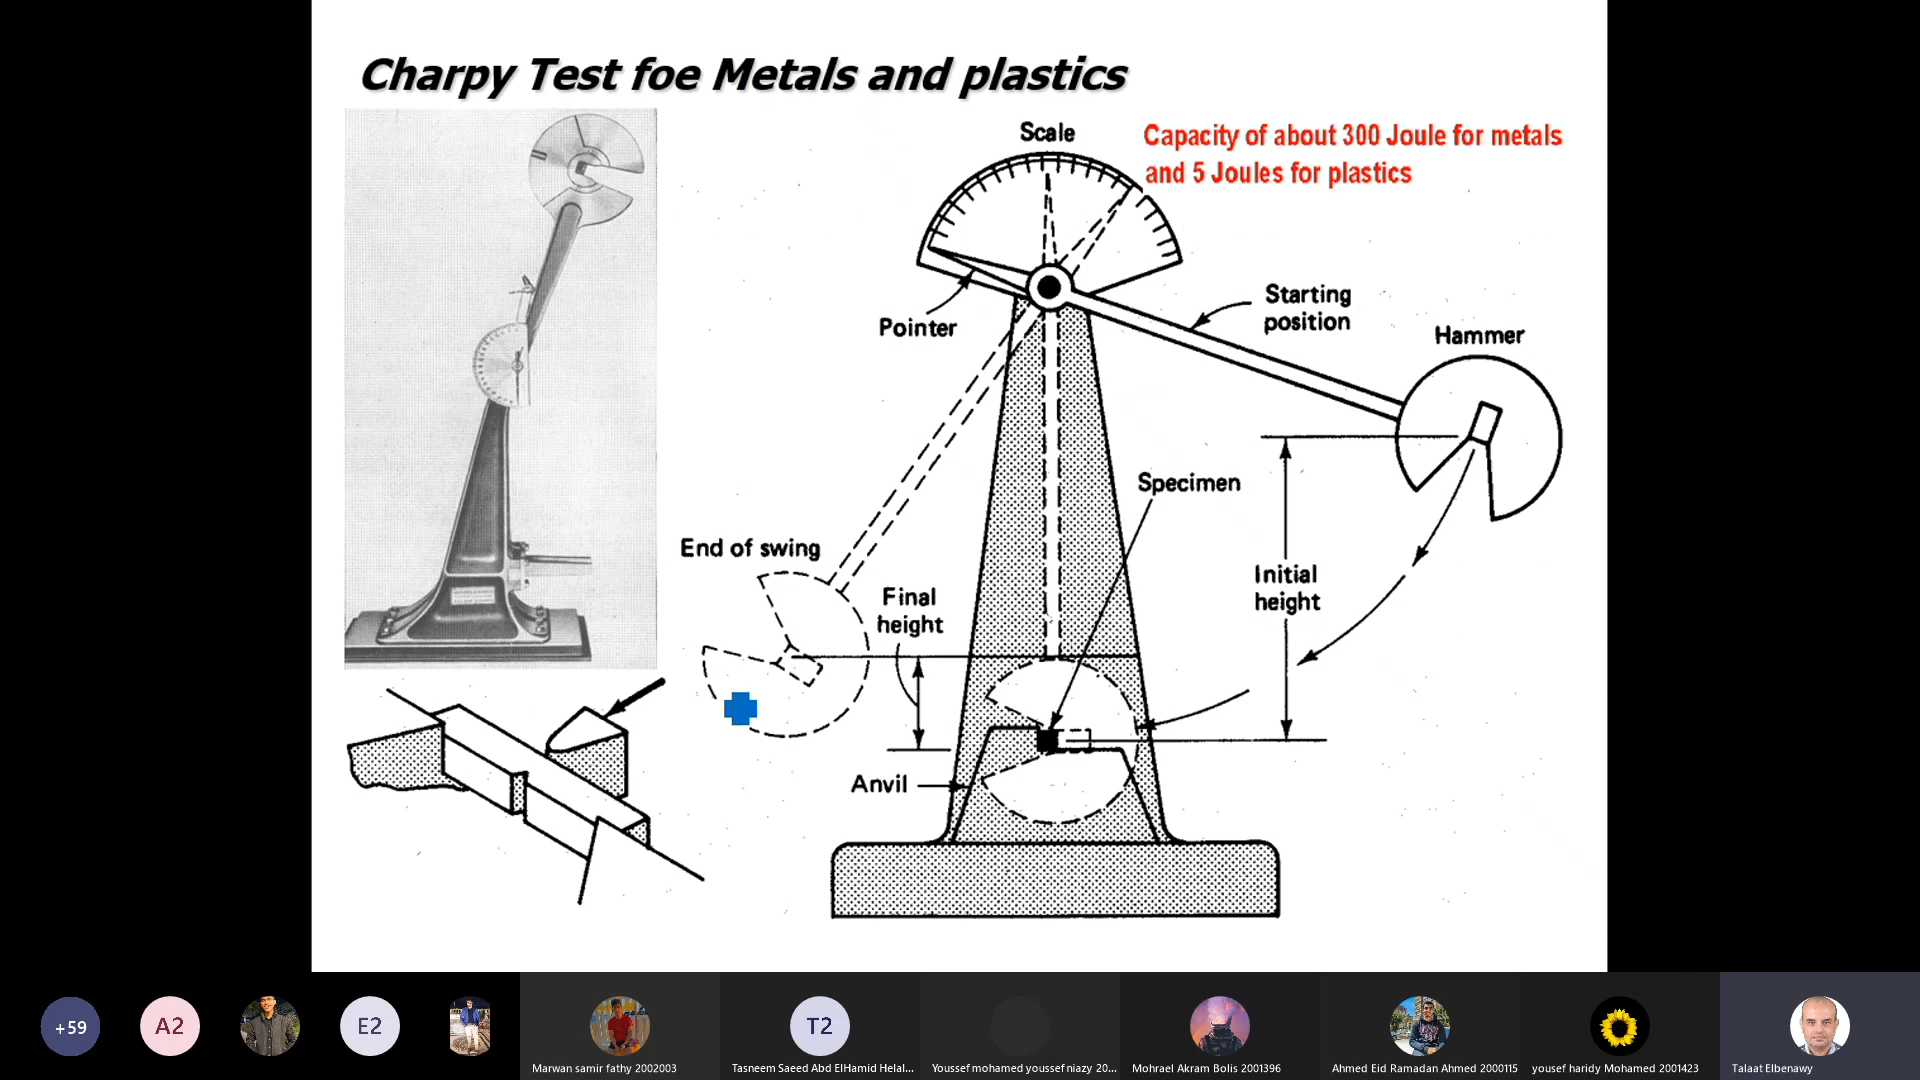 Charpy Test foe Metals and plastics
Scale
Capacity of about 300 Joule for metals
and 5 Joules for plastics
Pointer
Starting
position
Hammer
Specimen
End of swing
Final
height
Initial
height
Anvil
+59
A2
E2
T2
Marwan samir fathy 2002003
Tasneem Saeed Abd ElHamid Helal...
Youssef mohamed youssef niazy 20...
Mohrael Akram Bolis 2001396
Ahmed Eid Ramadan Ahmed 2000115
yousef haridy Mohamed 2001423
Talaat Elbenawy